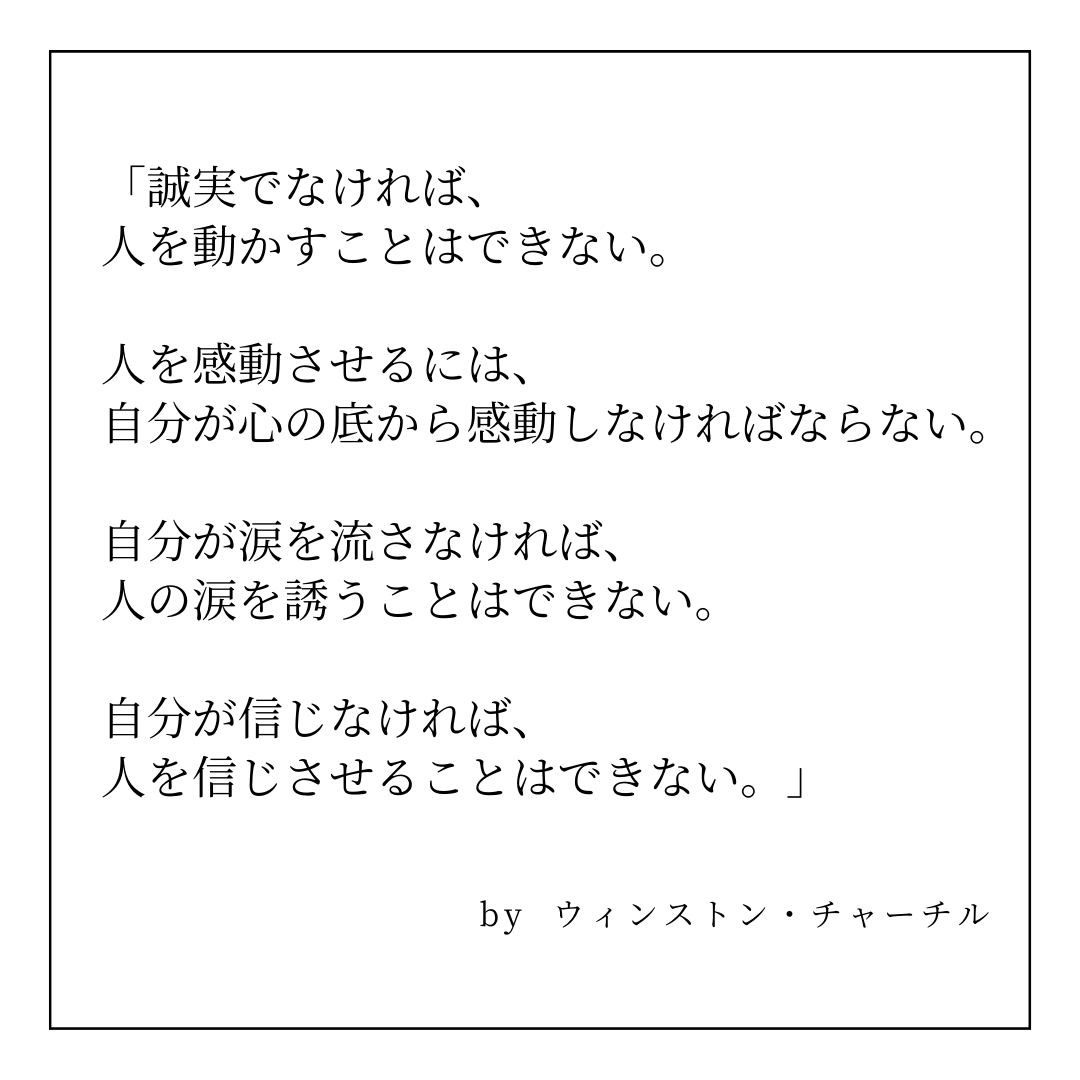 「誠実でなければ、
人を動かすことはできない。
人を感動させるには、
自分が心の底から感動しなければならない。
自分が涙を流さなければ、
人の涙を誘うことはできない。
自分が信じなければ、
人を信じさせることはできない。」
by ウィンストン・チャーチル